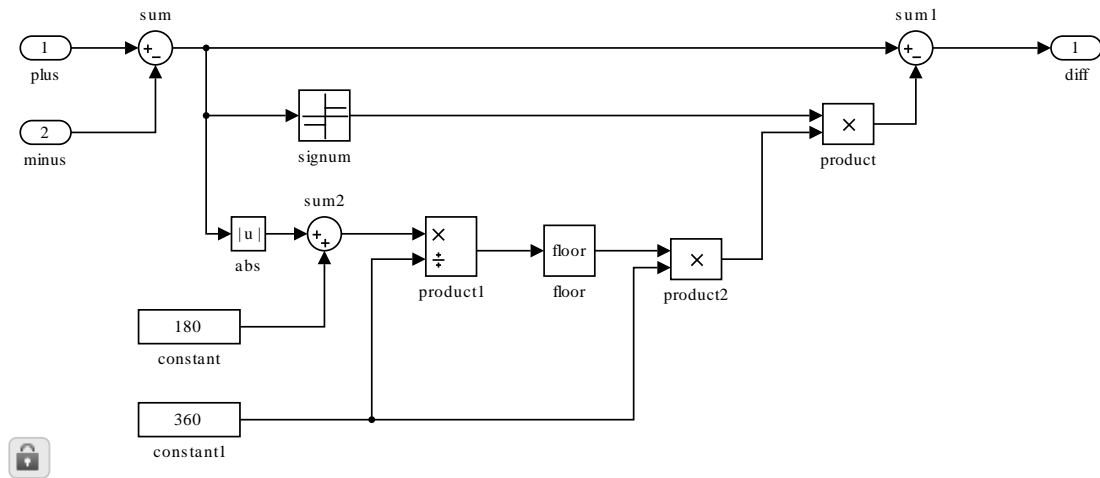 sum
sum1
1
+
−
+
−
1
plus
diff
2
minus
×
signum
product
sum2
|u|
+
+
×
÷
floor
×
abs
product1
floor
product2
180
constant
360
constant1